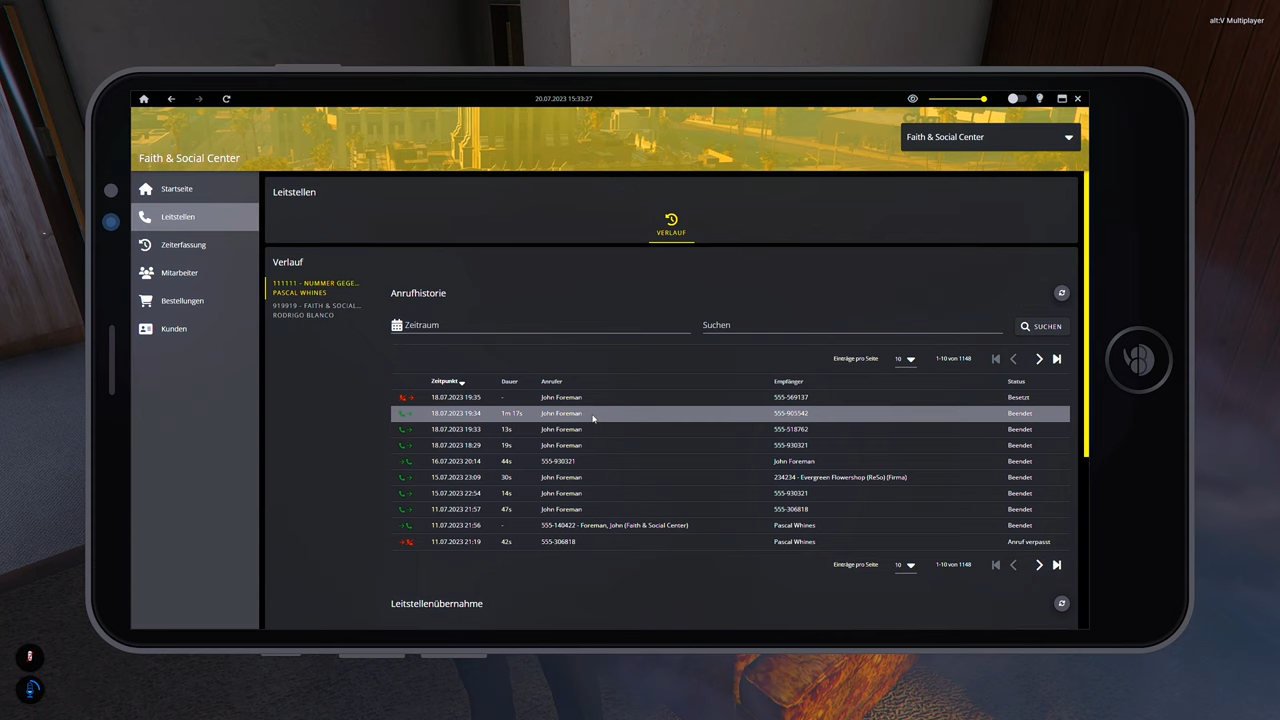 alt:V Multiplayer
20.07.2023 15:33:27
Faith & Social Center
Faith & Social Center
Startseite
Leitstellen
Zeiterfassung
Mitarbeiter
Bestellungen
Kunden
Leitstellen
VERLAUF
Verlauf
111111 - NUMMER GEGE...
PASCAL WHINES
919919 - FAITH & SOCIAL...
RODRIGO BLANCO
Anrufhistorie
Zeitraum
Suchen
SUCHEN
Einträge pro Seite 10 1-10 von 1148
Zeitpunkt Dauer Anrufer Empfänger Status
18.07.2023 19:35 - John Foreman 555-569137 Besetzt
18.07.2023 19:34 1m 17s John Foreman 555-905542 Beendet
18.07.2023 19:33 13s John Foreman 555-518762 Beendet
18.07.2023 18:29 19s John Foreman 555-930321 Beendet
16.07.2023 20:14 44s 555-930321 John Foreman Beendet
15.07.2023 23:09 30s John Foreman 234234 - Evergreen Flowershop (ReSo) (Firma) Beendet
15.07.2023 22:54 14s John Foreman 555-930321 Beendet
11.07.2023 21:57 47s John Foreman 555-306818 Beendet
11.07.2023 21:56 - 555-140422 - Foreman, John (Faith & Social Center) Pascal Whines Beendet
11.07.2023 21:19 42s 555-306818 Pascal Whines Anruf verpasst
Einträge pro Seite 10 1-10 von 1148
Leitstellenübernahme